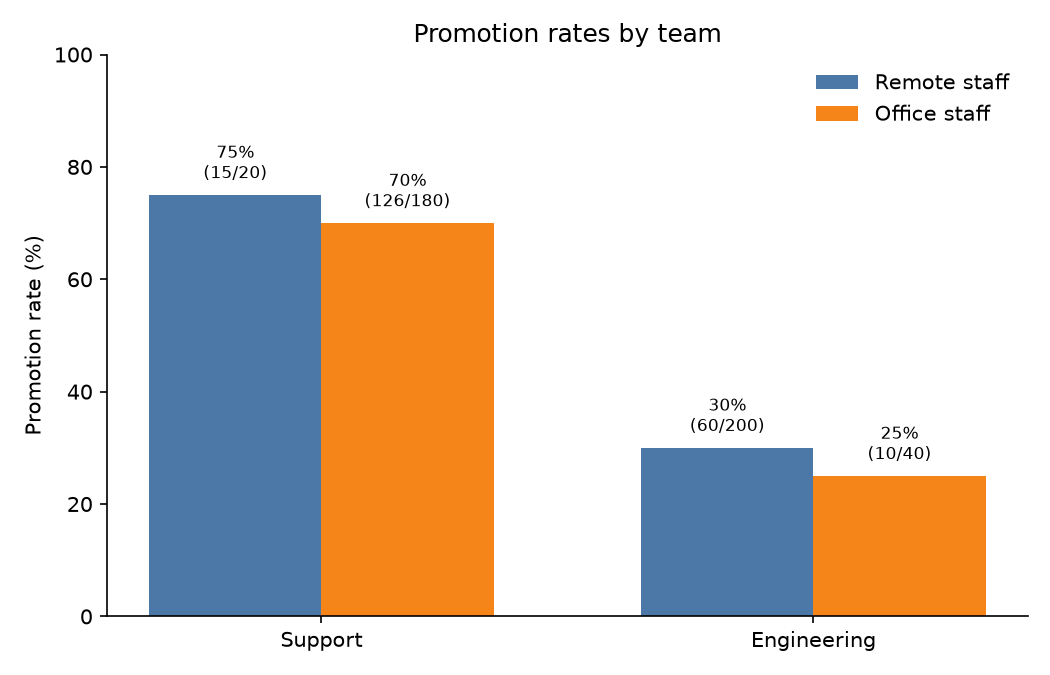 Promotion rates by team
Promotion rate (%)
100
80
60
40
20
0
Remote staff
Office staff
75%
(15/20)
70%
(126/180)
30%
(60/200)
25%
(10/40)
Support
Engineering